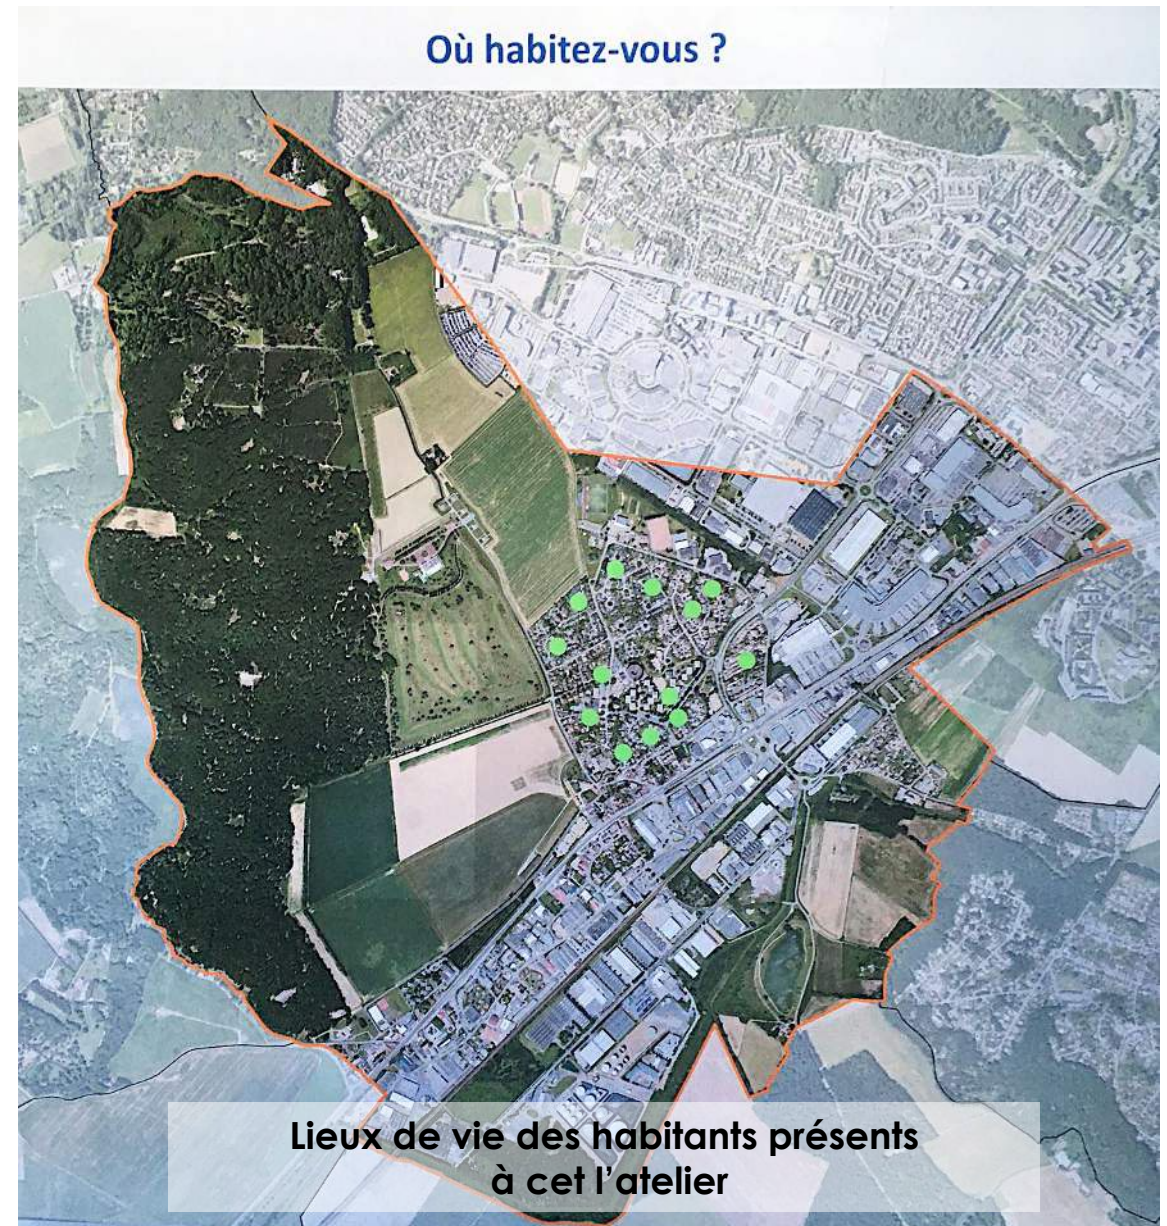 Où habitez-vous ?
Lieux de vie des habitants présents
à cet l'atelier